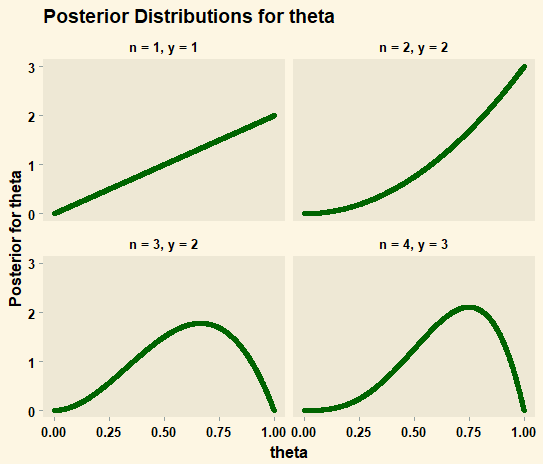 Posterior Distributions for theta
n = 1, y = 1
n = 2, y = 2
3
2
1
0
n = 3, y = 2
n = 4, y = 3
3
2
1
0
Posterior for theta
0.00 0.25 0.50 0.75 1.00
0.00 0.25 0.50 0.75 1.00
theta